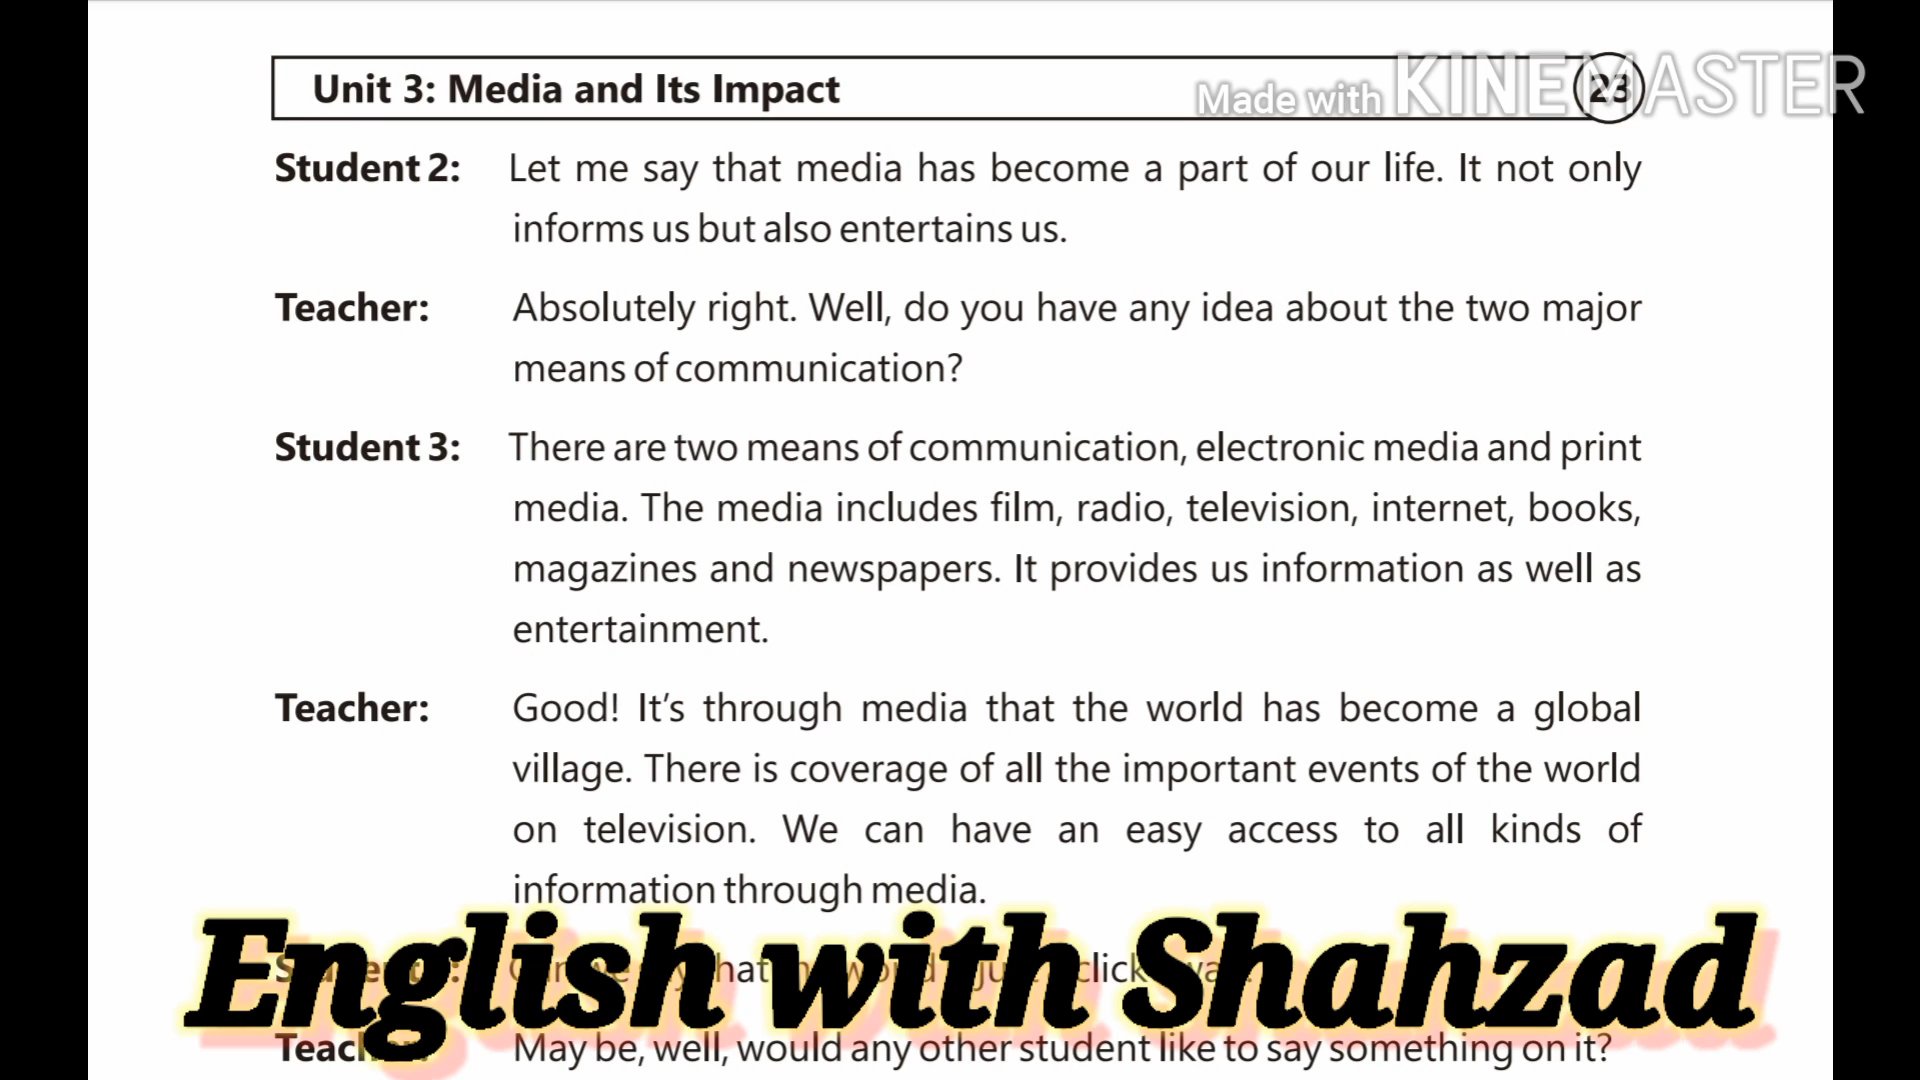 Unit 3: Media and Its Impact 23
Made with KINEMASTER
Student 2: Let me say that media has become a part of our life. It not only
informs us but also entertains us.
Teacher: Absolutely right. Well, do you have any idea about the two major
means of communication?
Student 3: There are two means of communication, electronic media and print
media. The media includes film, radio, television, internet, books,
magazines and newspapers. It provides us information as well as
entertainment.
Teacher: Good! It's through media that the world has become a global
village. There is coverage of all the important events of the world
on television. We can have an easy access to all kinds of
information through media.
English with Shahzad
Teacher: May be, well, would any other student like to say something on it?